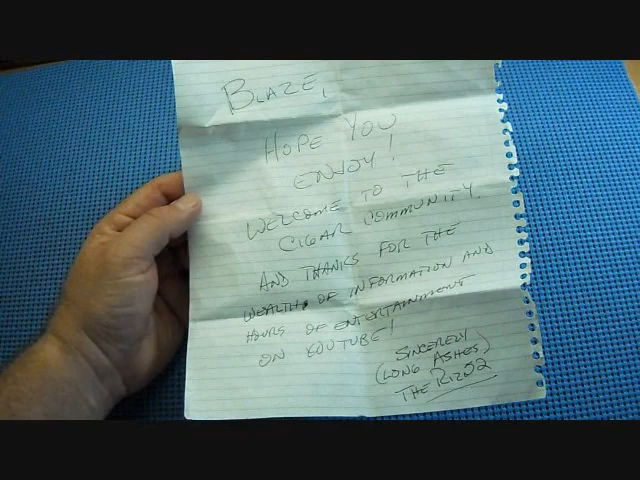 BLAZE,
HOPE YOU
ENJOY!
WELCOME TO THE
CIGAR COMMUNITY.
AND THANKS FOR THE
WEALTH OF INFORMATION AND
HOURS OF ENTERTAINMENT
ON YOUTUBE!
SINCERELY
(LONG ASHES)
THE RIZ02